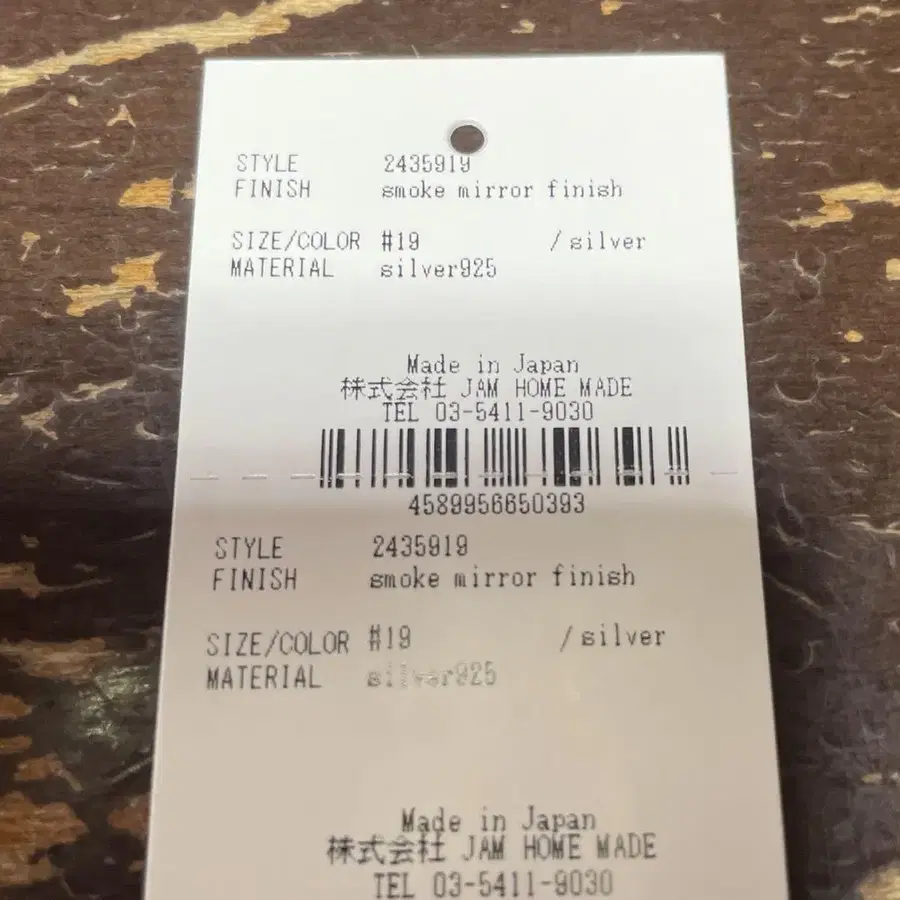 STYLE 2435919
FINISH smoke mirror finish
SIZE/COLOR #19 /silver
MATERIAL silver925
Made in Japan
株式会社 JAM HOME MADE
TEL 03-5411-9030
4589956650393
STYLE 2435919
FINISH smoke mirror finish
SIZE/COLOR #19 /silver
MATERIAL silver925
Made in Japan
株式会社 JAM HOME MADE
TEL 03-5411-9030